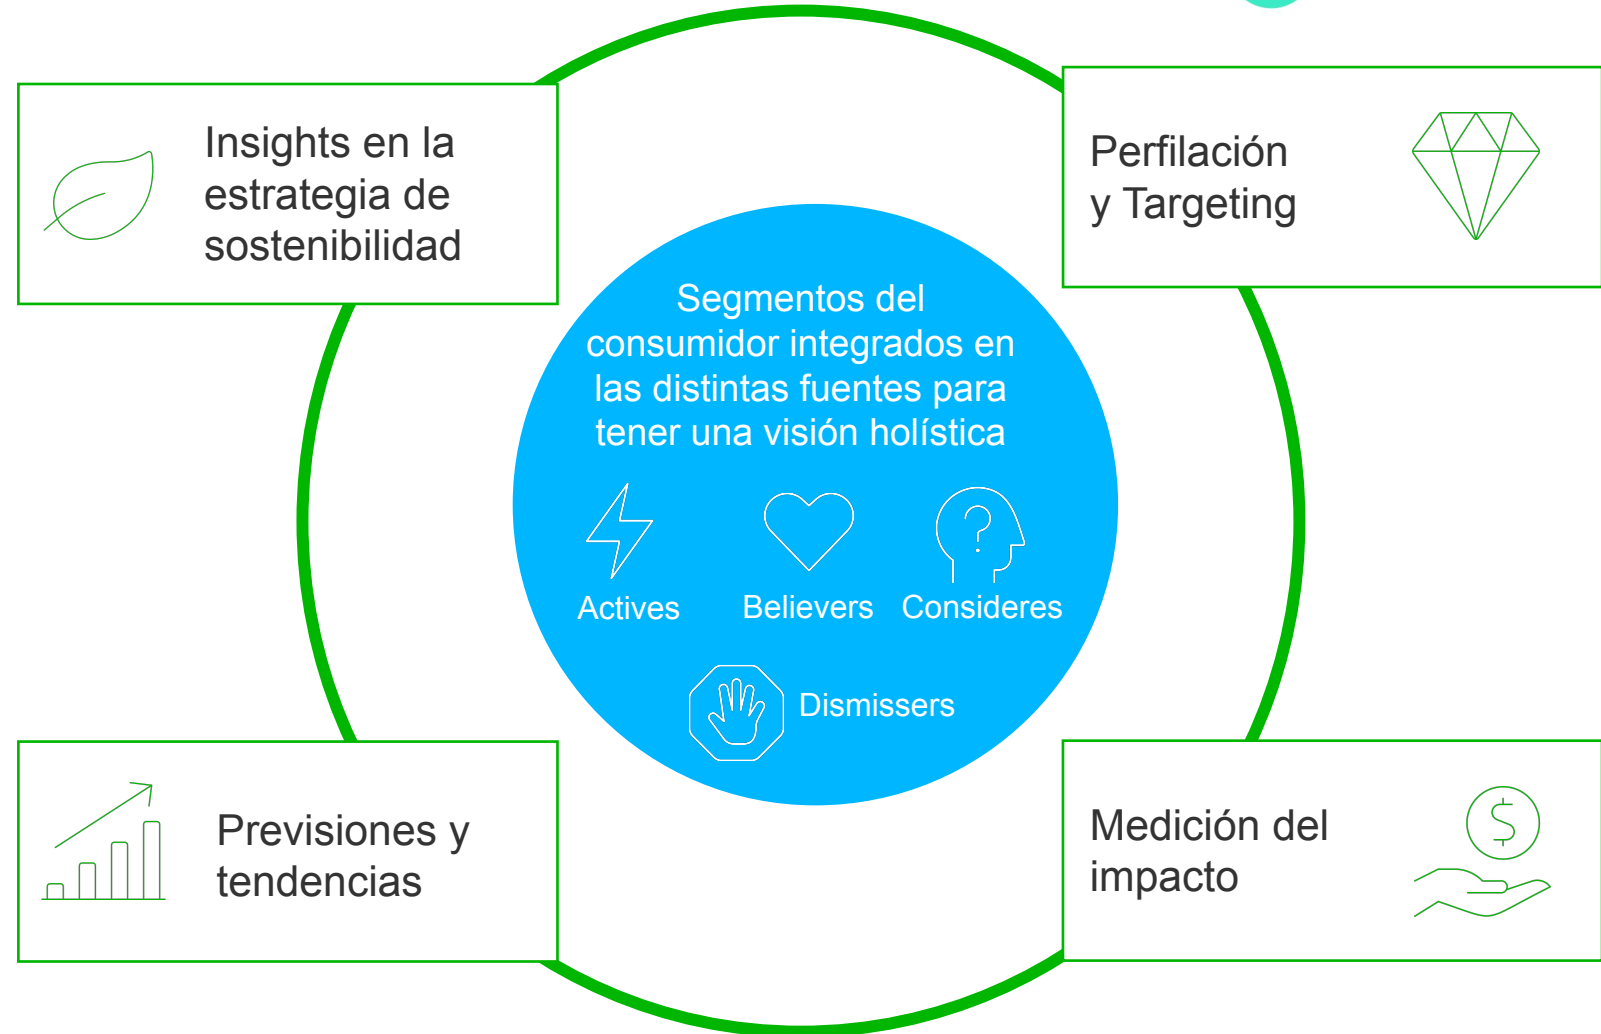 Insights en la
estrategia de
sostenibilidad
Perfilación
y Targeting
Segmentos del
consumidor integrados en
las distintas fuentes para
tener una visión holística
Actives
Believers
Consideres
Dismissers
Previsiones y
tendencias
Medición del
impacto
$
?